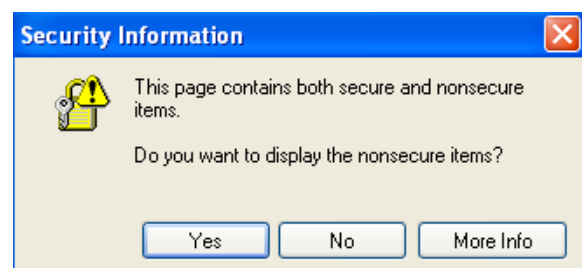 Security Information
This page contains both secure and nonsecure
items.
Do you want to display the nonsecure items?
Yes
No
More Info